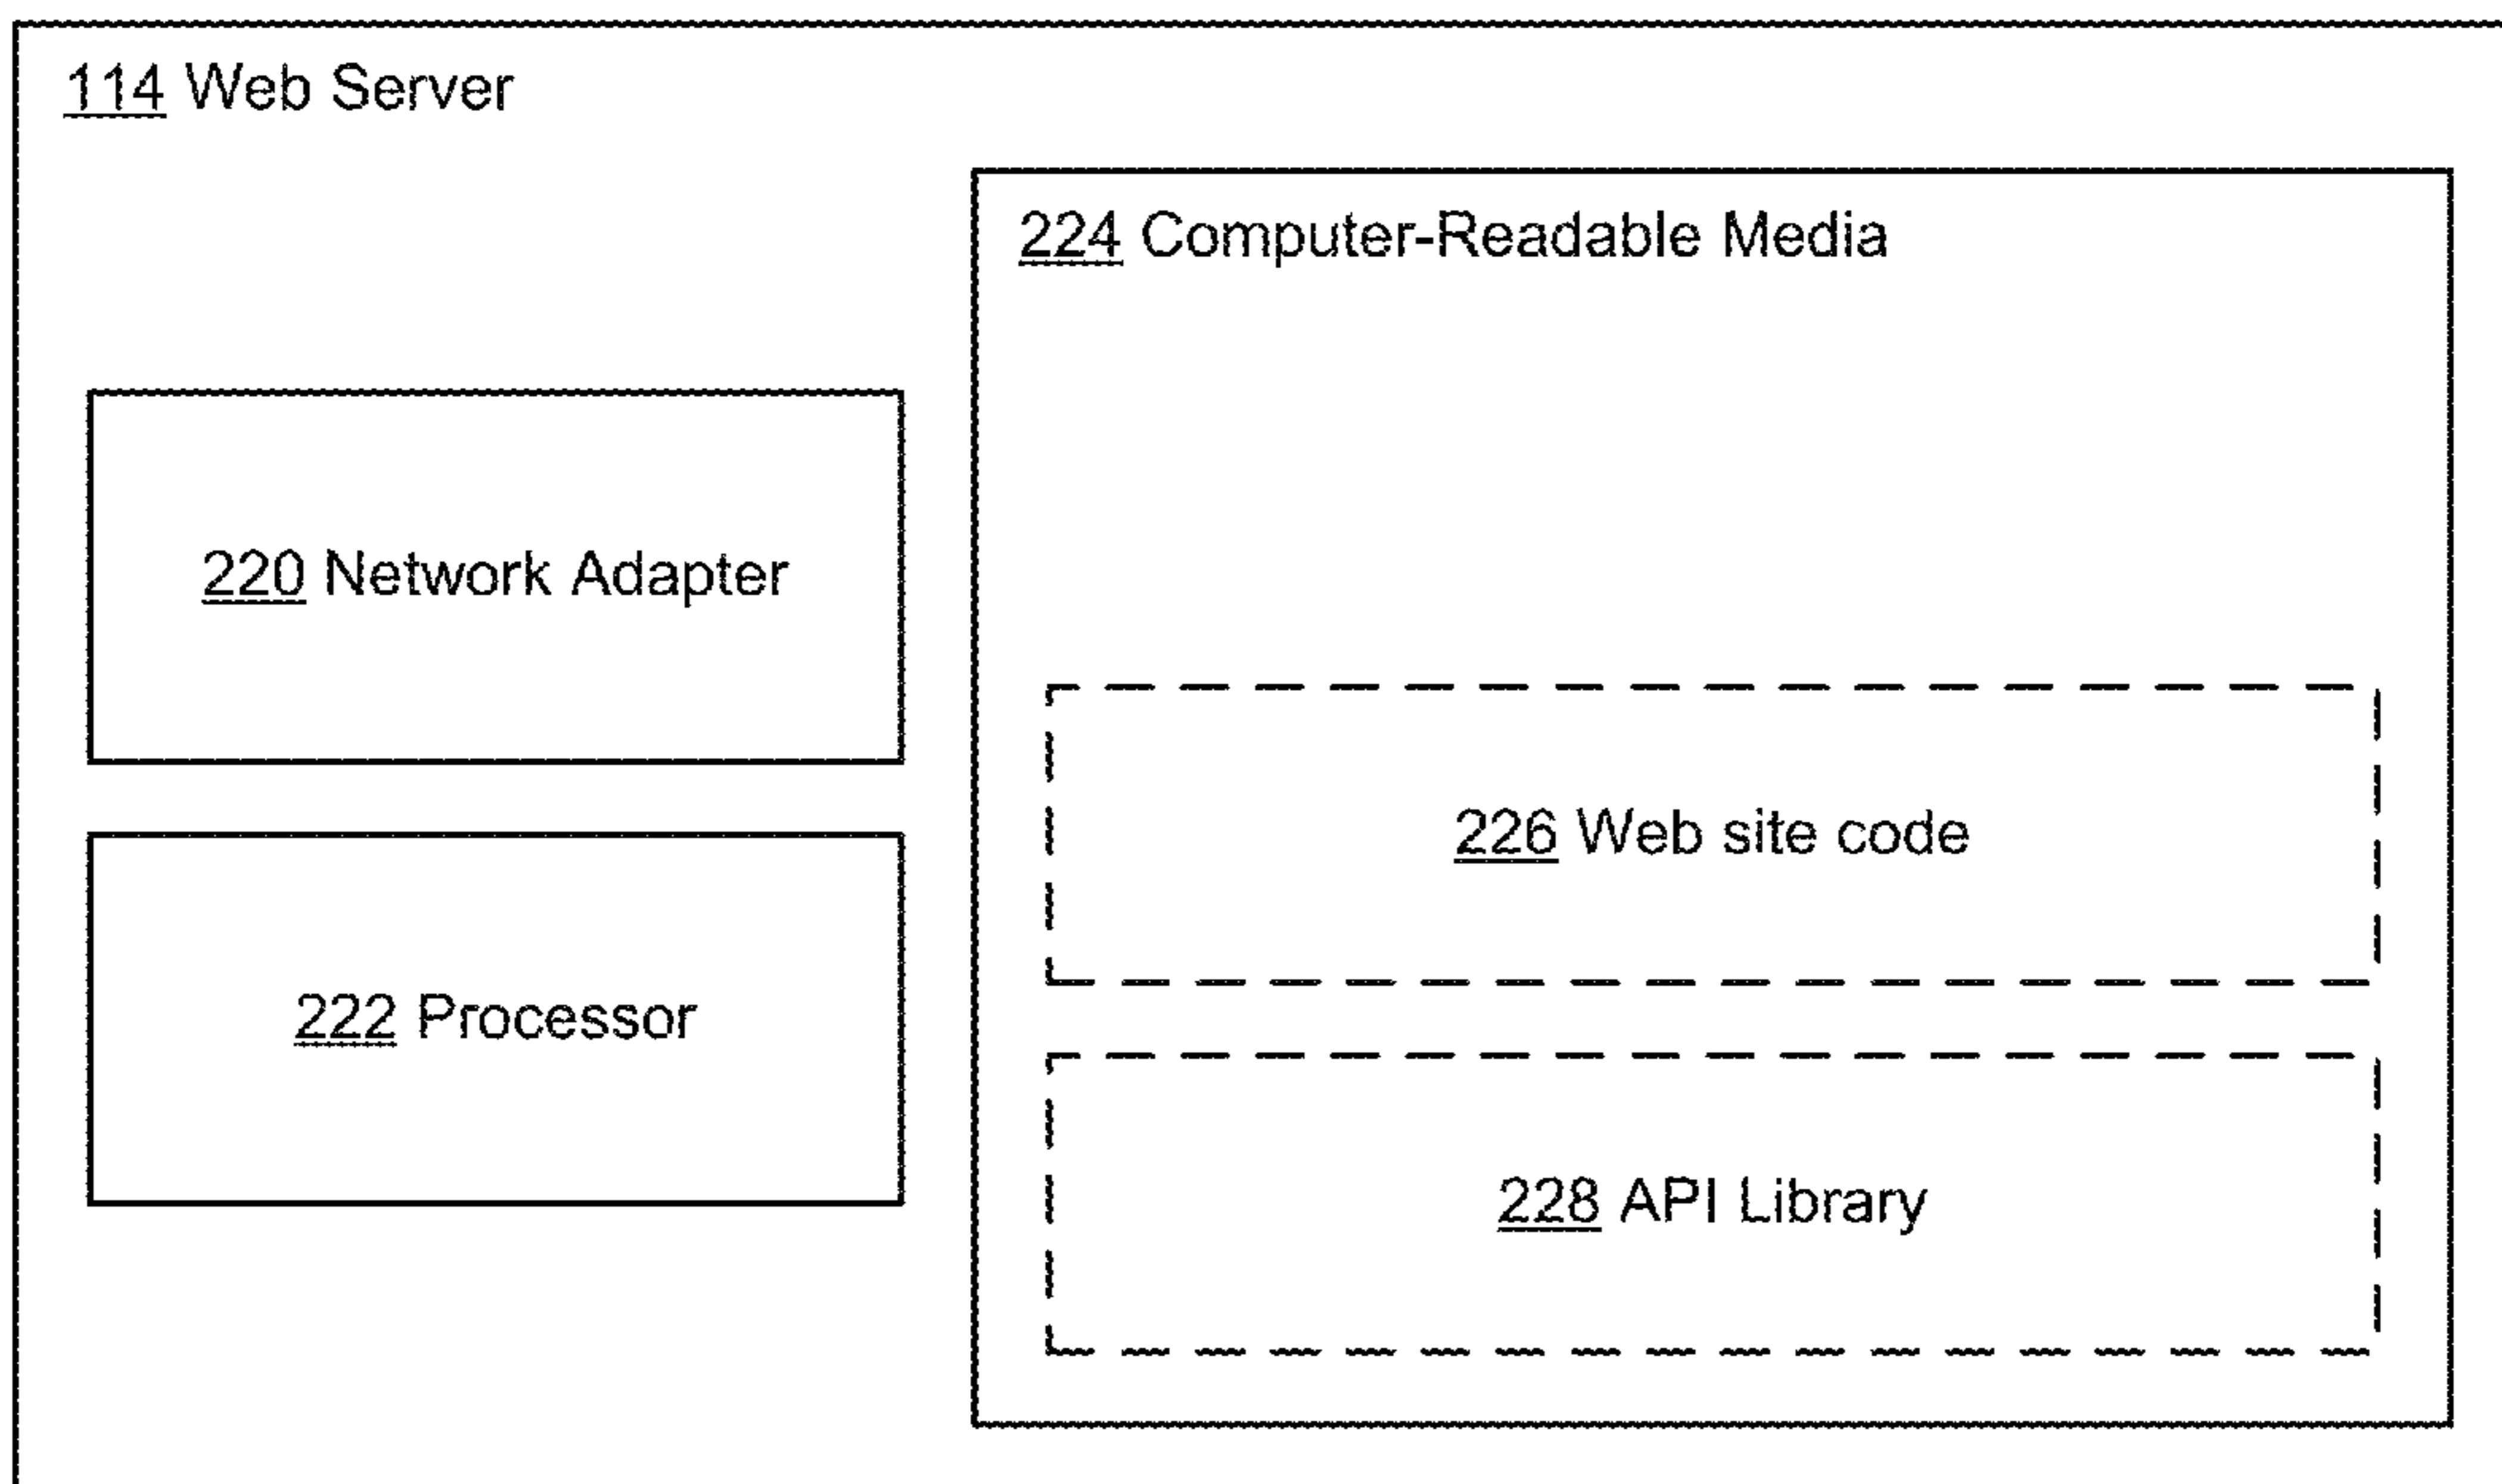 114 Web Server
224 Computer-Readable Media
220 Network Adapter
222 Processor
226 Web site code
228 API Library